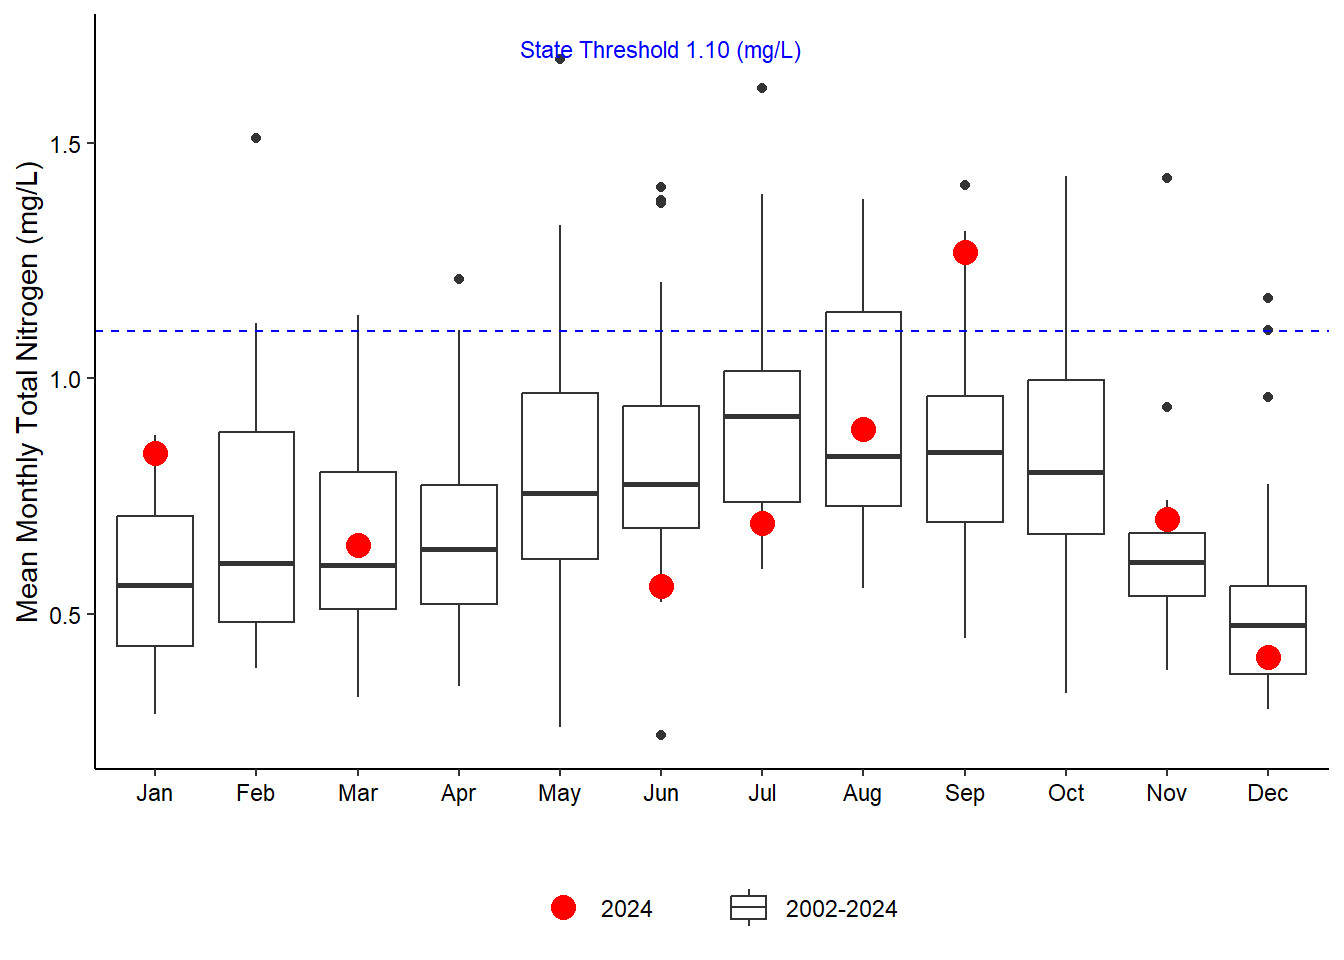 State Threshold 1.10 (mg/L)
Mean Monthly Total Nitrogen (mg/L)
1.5
1.0
0.5
Jan Feb Mar Apr May Jun Jul Aug Sep Oct Nov Dec
2024 2002-2024